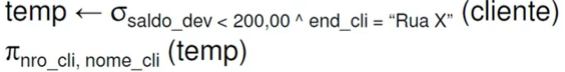 temp ← σsaldo_dev < 200,00 ^ end_cli = “Rua X” (cliente)
πnro_cli, nome_cli (temp)